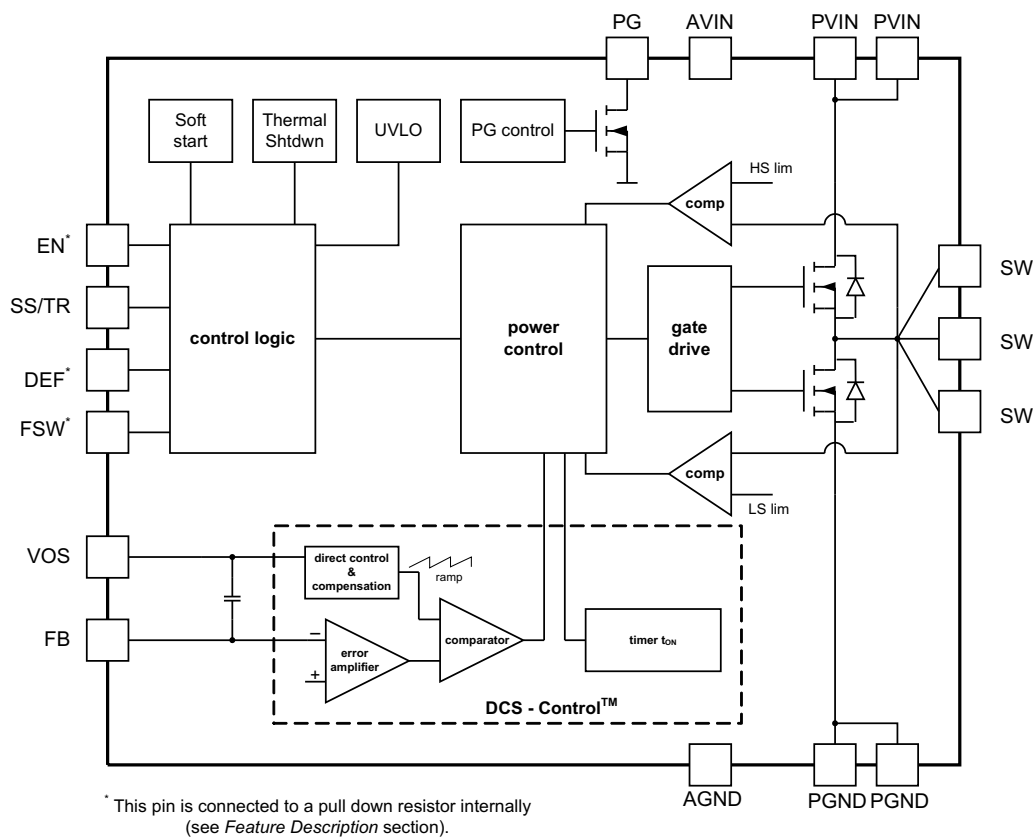 PG AVIN PVIN PVIN
Soft
start
Thermal
Shtdwn
UVLO
PG control
HS lim
comp
EN*
SS/TR
DEF*
FSW*
control logic
power
control
gate
drive
SW
SW
SW
comp
LS lim
VOS
FB
direct control
&
compensation
ramp
−
+
error
amplifier
comparator
timer tON
DCS - Control™
AGND PGND PGND
* This pin is connected to a pull down resistor internally
(see Feature Description section).